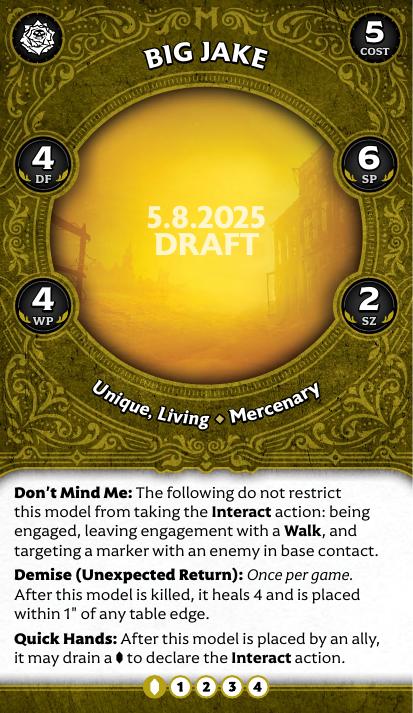 BIG JAKE
5
COST
4
DF
6
SP
5.8.2025
DRAFT
4
WP
2
SZ
Unique, Living ◆ Mercenary
Don't Mind Me: The following do not restrict
this model from taking the Interact action: being
engaged, leaving engagement with a Walk, and
targeting a marker with an enemy in base contact.
Demise (Unexpected Return): Once per game.
After this model is killed, it heals 4 and is placed
within 1" of any table edge.
Quick Hands: After this model is placed by an ally,
it may drain a to declare the Interact action.
1 2 3 4